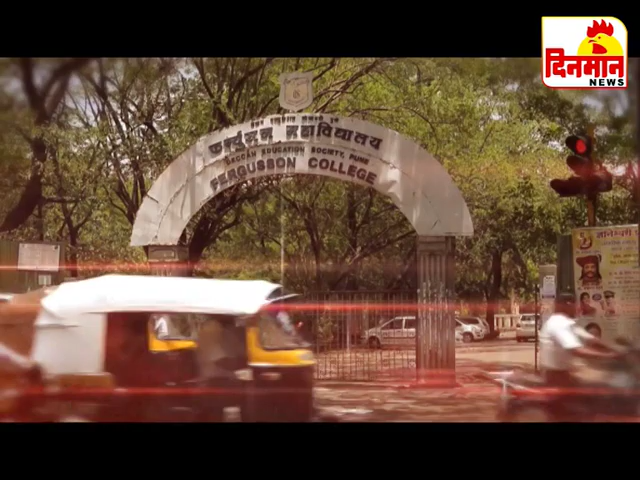 दिनमान
NEWS
फर्ग्युसन महाविद्यालय
DECCAN EDUCATION SOCIETY, PUNE
FERGUSSON COLLEGE